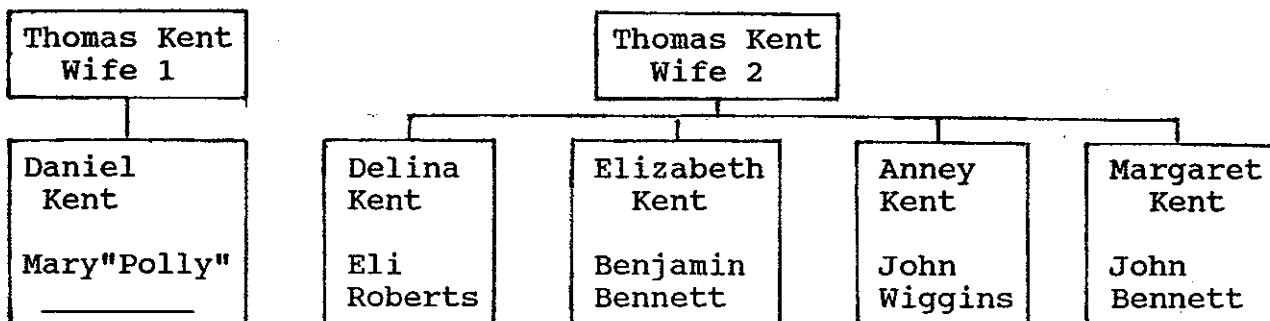 Thomas Kent
Wife 1
Thomas Kent
Wife 2
Daniel
Kent
Mary"Polly"
Delina
Kent
Eli
Roberts
Elizabeth
Kent
Benjamin
Bennett
Anney
Kent
John
Wiggins
Margaret
Kent
John
Bennett